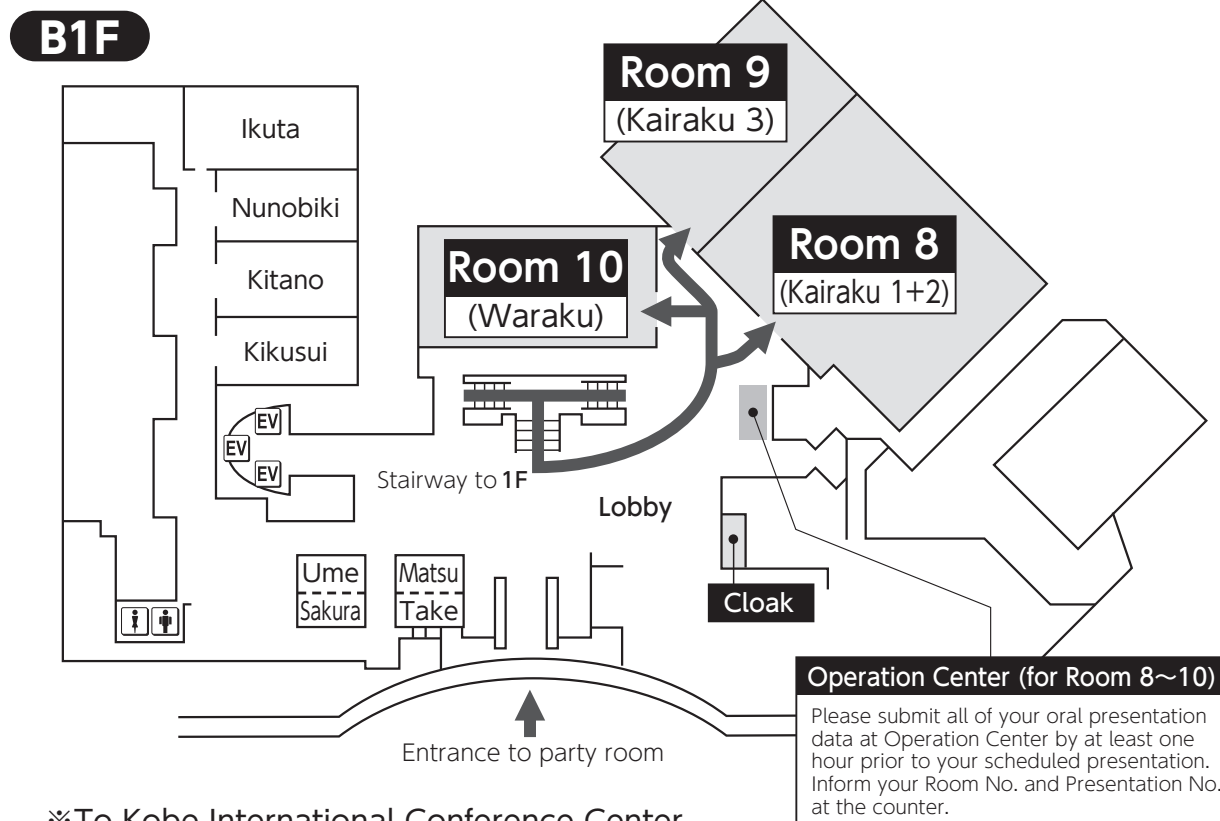 B1F
Room 9
(Kairaku 3)
Ikuta
Nunobiki
Kitano
Kikusui
Room 10
(Waraku)
Room 8
(Kairaku 1+2)
EV
EV
EV
Stairway to 1F
Lobby
Ume
Sakura
Matsu
Take
Cloak
Entrance to party room
Operation Center (for Room 8～10)
Please submit all of your oral presentation
data at Operation Center by at least one
hour prior to your scheduled presentation.
Inform your Room No. and Presentation No.
at the counter.
※To Kobe International Conference Center